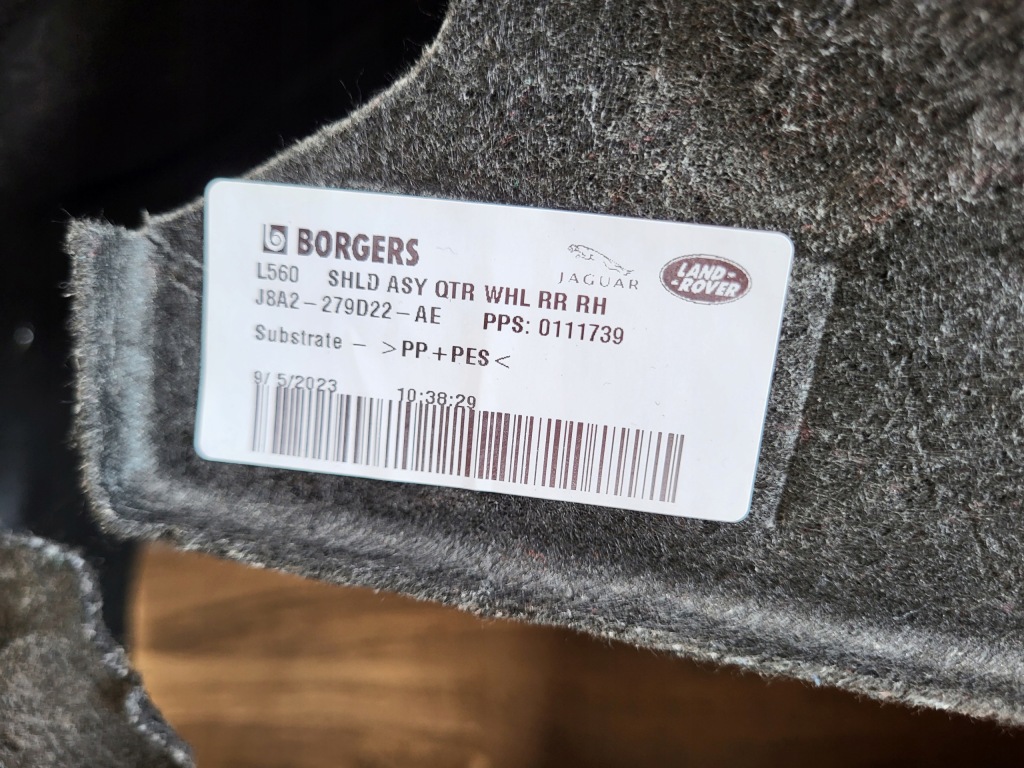 BORGERS
JAGUAR
LAND-
-ROVER
L560 SHLD ASY QTR WHL RR RH
J8A2-279D22-AE PPS: 0111739
Substrate - >PP+PES<
9/ 5/2023 10:38:29